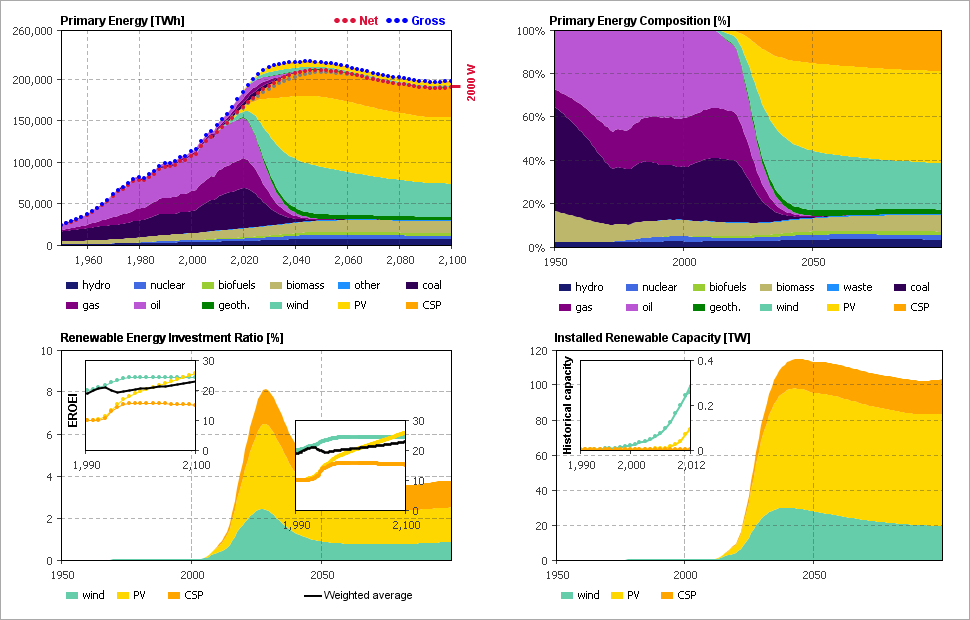 Primary Energy [TWh]
Net Gross
260,000
200,000
150,000
100,000
50,000
0
1,960 1,980 2,000 2,020 2,040 2,060 2,080 2,100
2000 W
hydro nuclear biofuels biomass other coal
gas oil geoth. wind PV CSP
Primary Energy Composition [%]
100%
80%
60%
40%
20%
0%
1950 2000 2050
hydro nuclear biofuels biomass waste coal
gas oil geoth. wind PV CSP
Renewable Energy Investment Ratio [%]
10
8
6
4
2
0
1950 2000 2050
EROEI
30
20
10
0
1,990 2,100
30
20
10
0
1,990 2,100
wind PV CSP Weighted average
Installed Renewable Capacity [TW]
120
100
80
60
40
20
0
1950 2000 2050
Historical capacity
0.4
0.2
0
1,990 2,000 2,012
wind PV CSP